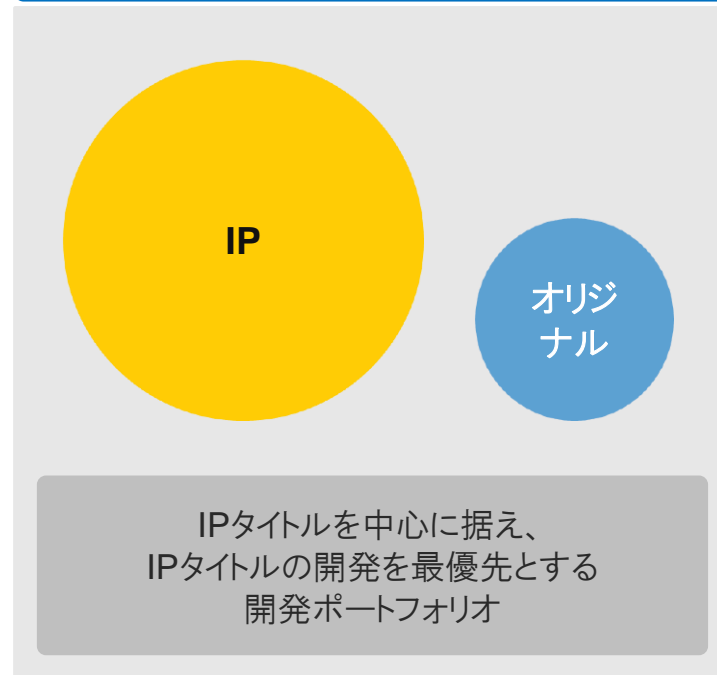 IP
オリジ
ナル
IPタイトルを中心に据え、
IPタイトルの開発を最優先とする
開発ポートフォリオ